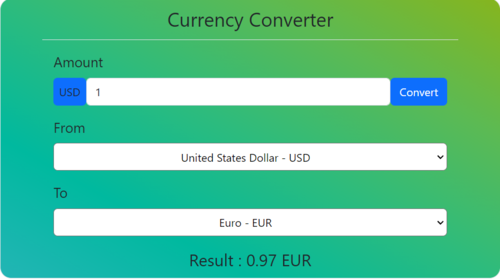 Currency Converter
Amount
USD 1 Convert
From
United States Dollar - USD
To
Euro - EUR
Result : 0.97 EUR